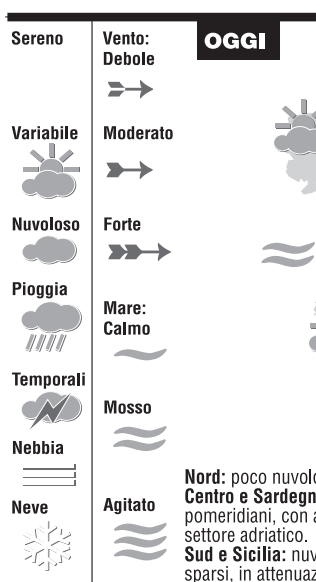 Sereno
Variabile
Nuvoloso
Pioggia
Temporali
Nebbia
Neve
Vento:
Debole
Moderato
Forte
Mare:
Calmo
Mosso
Agitato
OGGI
Nord: poco
Centro e
pomeridiani, con
settore adriatico.
Sud e Sicilia:
sparsi, in